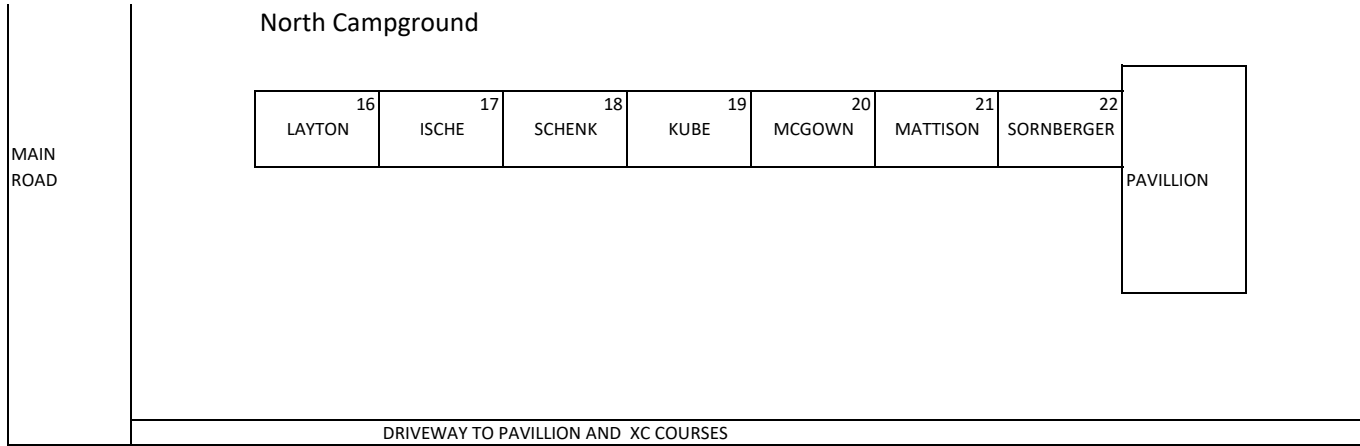 North Campground
16 17 18 19 20 21 22
LAYTON ISCHE SCHENK KUBE MCGOWN MATTISON SORNBERGER
MAIN
ROAD
PAVILLION
DRIVEWAY TO PAVILLION AND XC COURSES